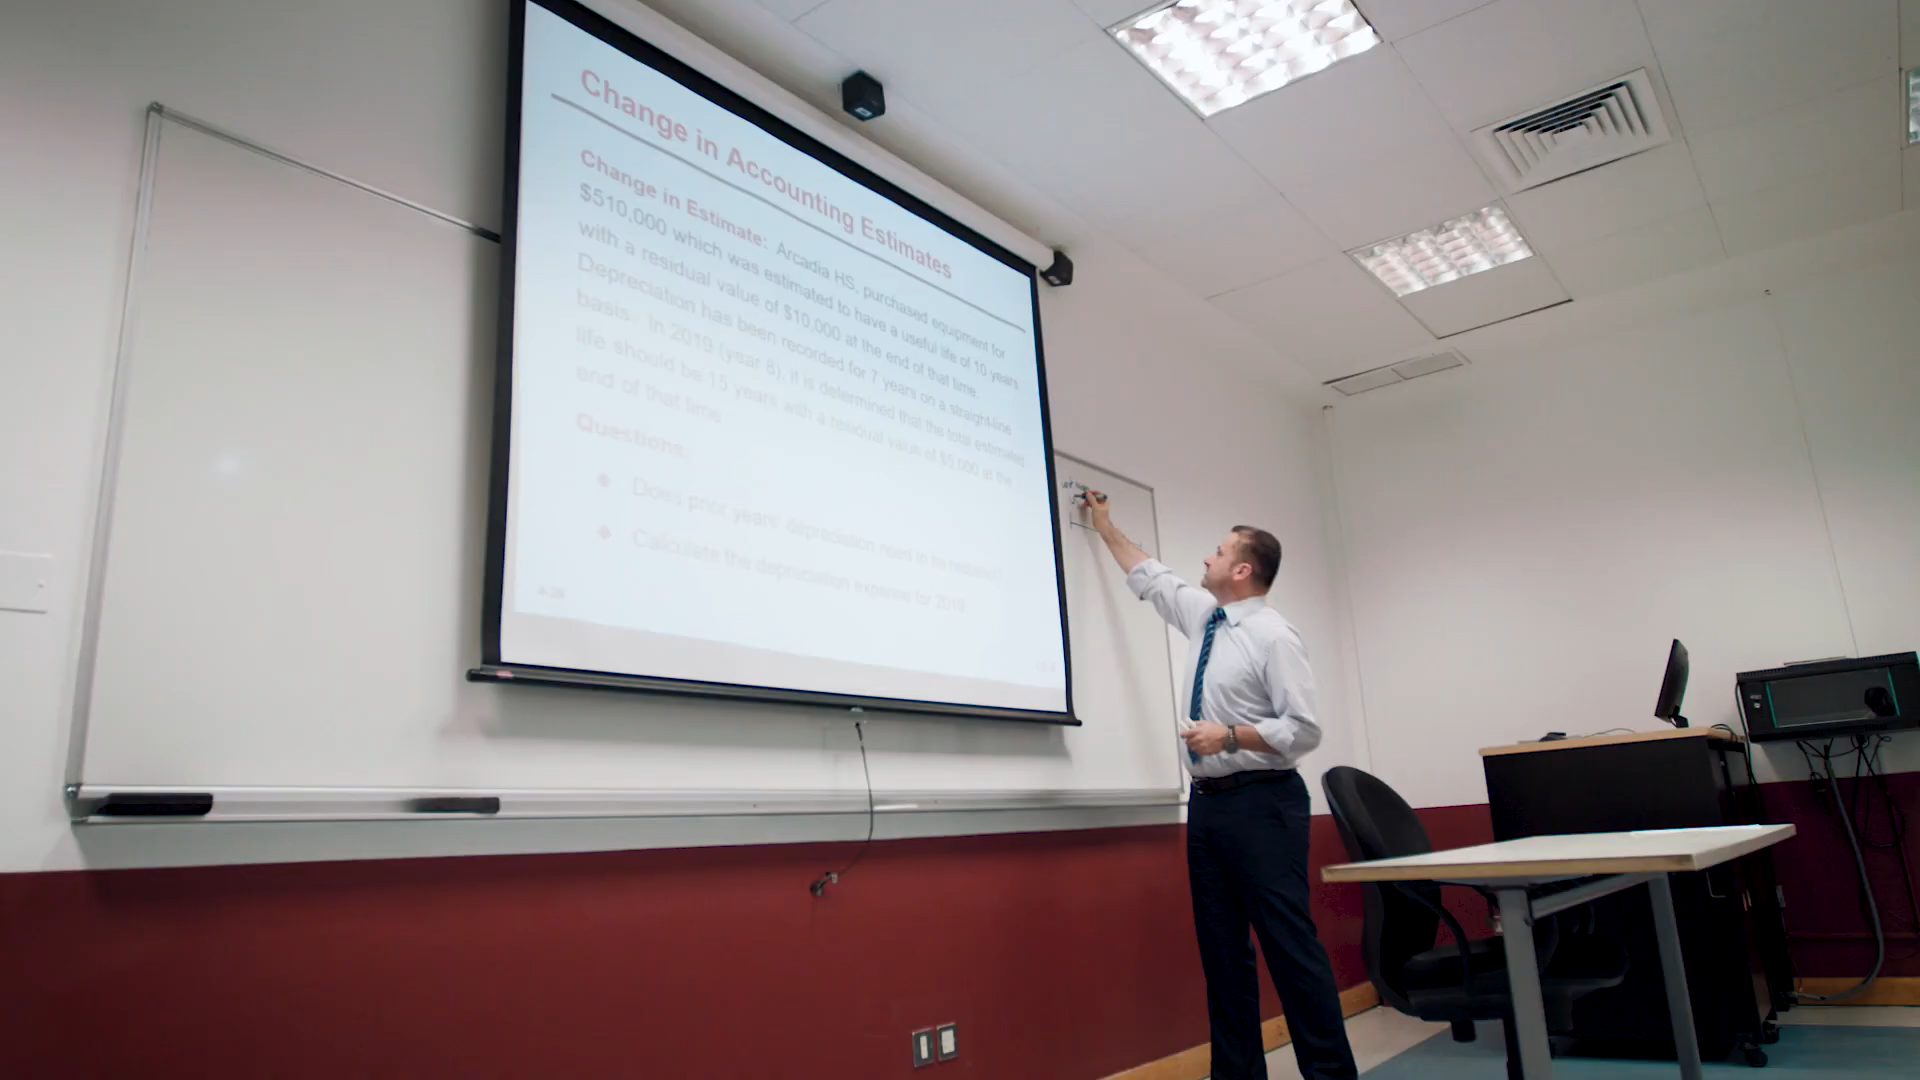 Change in Accounting Estimates
Change in Estimate: Arcadia HS, purchased equipment for
$510,000 which was estimated to have a useful life of 10 years
with a residual value of $10,000 at the end of that time.
Depreciation has been recorded for 7 years on a straight-line
basis. In 2019 (year 8), it is determined that the total estimated
life should be 15 years with a residual value of $5,000 at the
end of that time.
Questions:
Does prior years' depreciation need to be restated?
Calculate the depreciation expense for 2019.